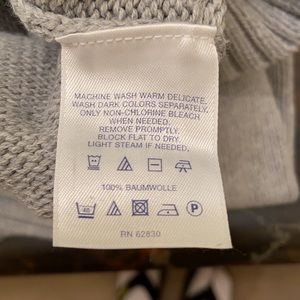 MACHINE WASH WARM DELICATE.
WASH DARK COLORS SEPARATELY.
ONLY NON-CHLORINE BLEACH
WHEN NEEDED.
REMOVE PROMPTLY.
BLOCK FLAT TO DRY.
LIGHT STEAM IF NEEDED.
100% BAUMWOLLE
P
RN 62830